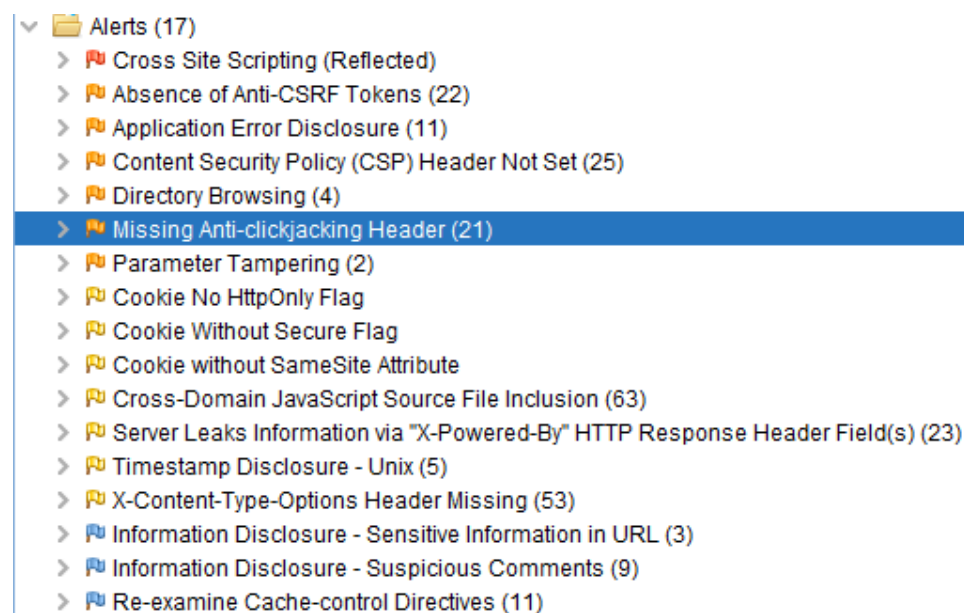 Alerts (17)
Cross Site Scripting (Reflected)
Absence of Anti-CSRF Tokens (22)
Application Error Disclosure (11)
Content Security Policy (CSP) Header Not Set (25)
Directory Browsing (4)
Missing Anti-clickjacking Header (21)
Parameter Tampering (2)
Cookie No HttpOnly Flag
Cookie Without Secure Flag
Cookie without SameSite Attribute
Cross-Domain JavaScript Source File Inclusion (63)
Server Leaks Information via "X-Powered-By" HTTP Response Header Field(s) (23)
Timestamp Disclosure - Unix (5)
X-Content-Type-Options Header Missing (53)
Information Disclosure - Sensitive Information in URL (3)
Information Disclosure - Suspicious Comments (9)
Re-examine Cache-control Directives (11)